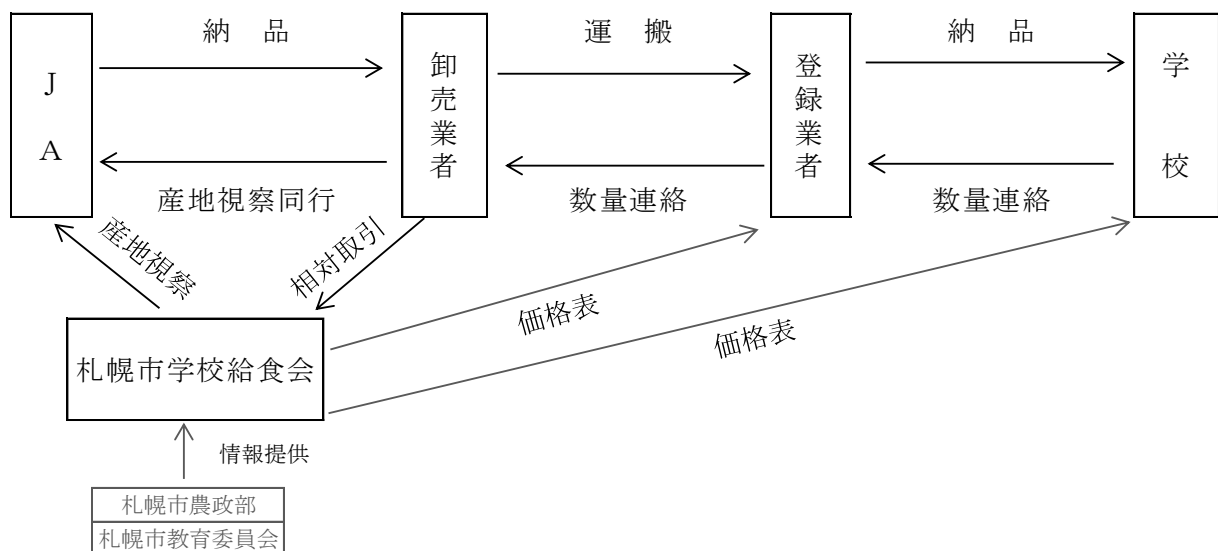 納 品
運 搬
納 品
JA
卸売業者
登録業者
学校
産地視察同行
数量連絡
数量連絡
産地視察
相対取引
価格表
価格表
札幌市学校給食会
情報提供
札幌市農政部
札幌市教育委員会